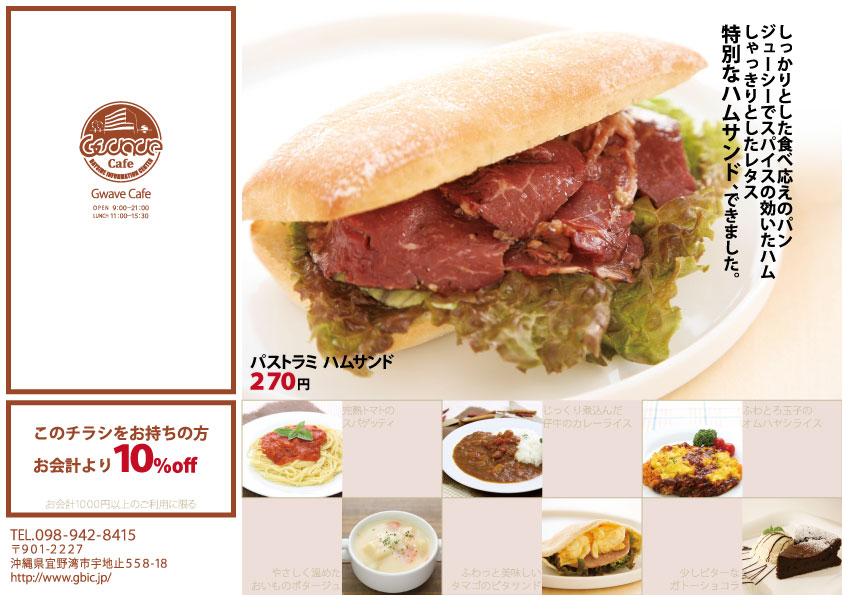 Gwave
Cafe
BAYSIDE INFORMATION CENTER
Gwave Cafe
OPEN 9:00-21:00
LUNCH 11:00-15:30
しっかりとした食べ応えのパン
ジューシーでスパイスの効いたハム
しゃっきりとしたレタス
特別なハムサンド、できました。
パストラミ ハムサンド
270円
このチラシをお持ちの方
お会計より10%off
お会計1000円以上のご利用に限る
TEL.098-942-8415
〒901-2227
沖縄県宜野湾市宇地止558-18
http://www.gbic.jp/
完熟トマトの
スパゲッティ
じっくり煮込んだ
仔牛のカレーライス
ふわとろ玉子の
オムハヤシライス
やさしく温めた
おいものポタージュ
ふわっと美味しい
タマゴのピタサンド
少しビターな
ガトーショコラ